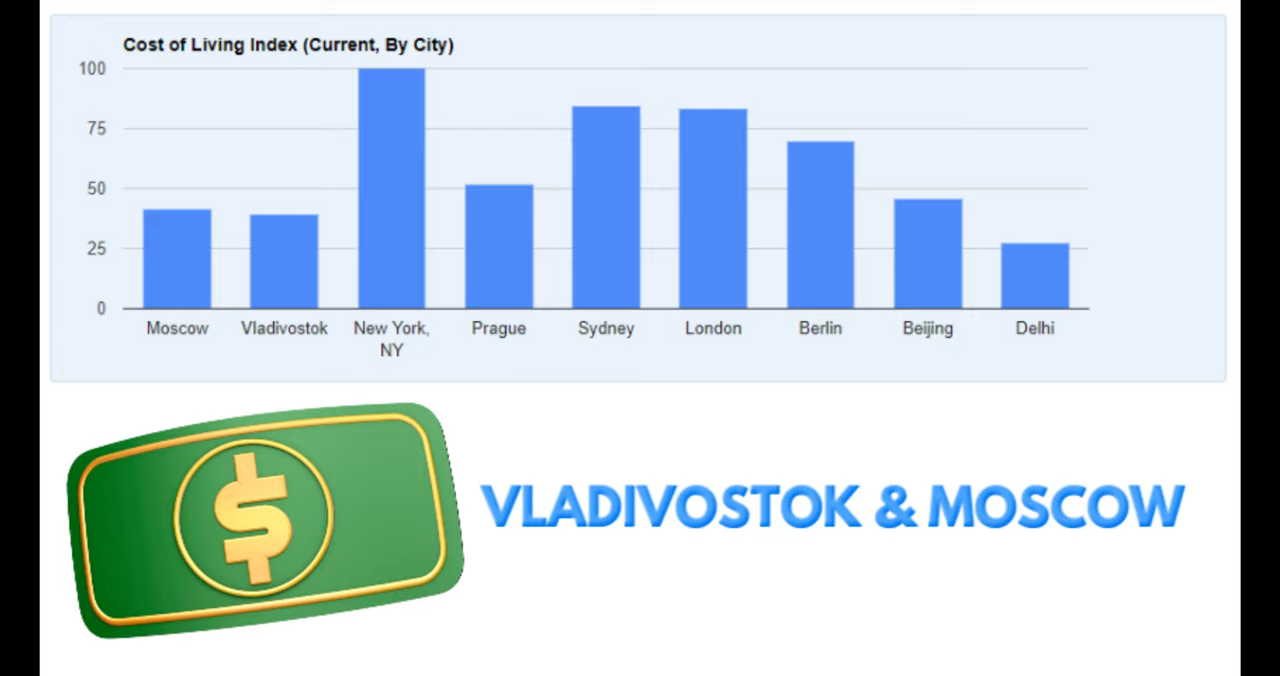 Cost of Living Index (Current, By City)
100
75
50
25
0
Moscow Vladivostok New York, NY Prague Sydney London Berlin Beijing Delhi
$
VLADIVOSTOK & MOSCOW